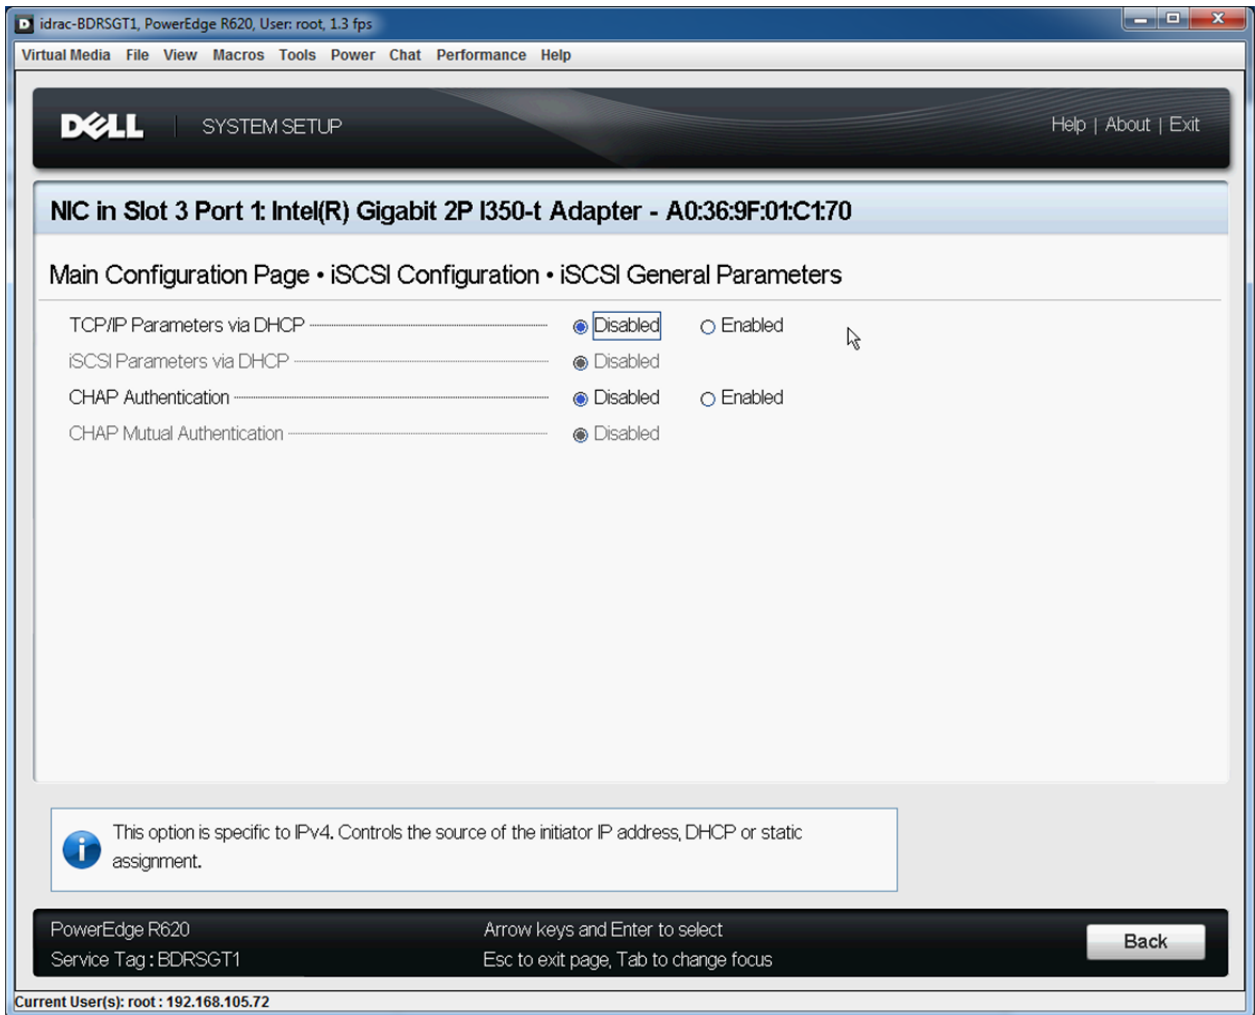 idrac-BDRSGT1, PowerEdge R620, User: root, 1.3 fps
Virtual Media File View Macros Tools Power Chat Performance Help
DELL SYSTEM SETUP Help | About | Exit
NIC in Slot 3 Port 1: Intel(R) Gigabit 2P I350-t Adapter - A0:36:9F:01:C1:70
Main Configuration Page • iSCSI Configuration • iSCSI General Parameters
TCP/IP Parameters via DHCP Disabled Enabled
iSCSI Parameters via DHCP Disabled
CHAP Authentication Disabled Enabled
CHAP Mutual Authentication Disabled
This option is specific to IPv4. Controls the source of the initiator IP address, DHCP or static
assignment.
PowerEdge R620 Arrow keys and Enter to select
Service Tag : BDRSGT1 Esc to exit page, Tab to change focus
Back
Current User(s): root : 192.168.105.72